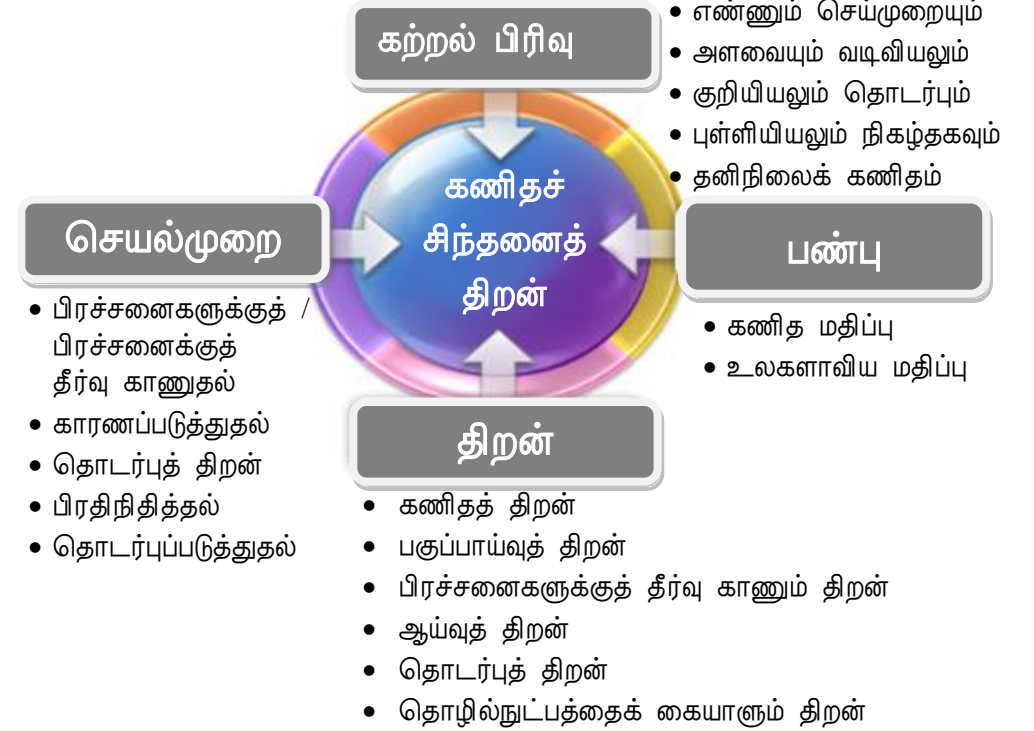 கற்றல் பிரிவு
• எண்ணும் செய்முறையும்
• அளவையும் வடிவியலும்
• குறியியலும் தொடர்பும்
• புள்ளியியலும் நிகழ்தகவும்
• தனிநிலைக் கணிதம்
கணிதச்
சிந்தனைத்
திறன்
செயல்முறை
• பிரச்சனைகளுக்குத் /
பிரச்சனைக்குத்
தீர்வு காணுதல்
• காரணப்படுத்துதல்
• தொடர்புத் திறன்
• பிரதிநிதித்தல்
• தொடர்புப்படுத்துதல்
பண்பு
• கணித மதிப்பு
• உலகளாவிய மதிப்பு
திறன்
• கணிதத் திறன்
• பகுப்பாய்வுத் திறன்
• பிரச்சனைகளுக்குத் தீர்வு காணும் திறன்
• ஆய்வுத் திறன்
• தொடர்புத் திறன்
• தொழில்நுட்பத்தைக் கையாளும் திறன்